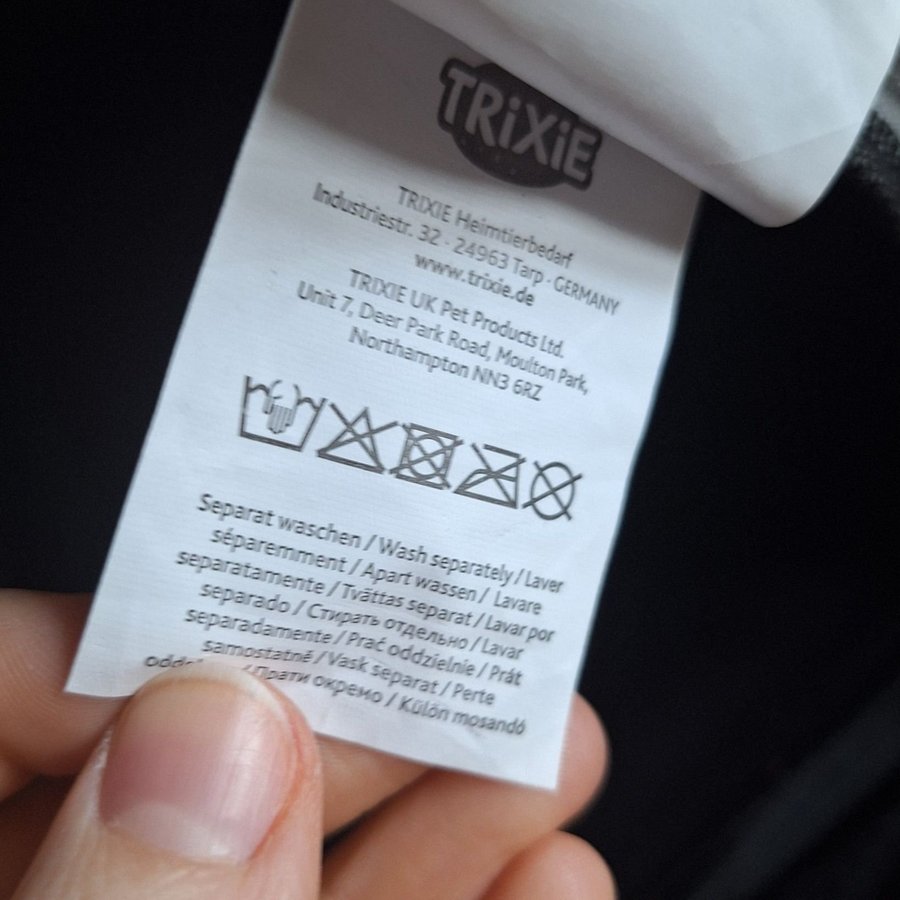 TRiXiE
TRIXIE Heimtierbedarf
Industriestr. 32 · 24963 Tarp · GERMANY
www.trixie.de
TRIXIE UK Pet Products Ltd.
Unit 7, Deer Park Road, Moulton Park,
Northampton NN3 6RZ
Separat waschen / Wash separately / Laver
séparemment / Apart wassen / Lavare
separatamente / Tvättas separat / Lavar por
separado / Стирать отдельно / Lavar
separadamente / Prać oddzielnie / Prát
samostatně / Vask separat / Perte
/ Прати окремо / Külön mosandó